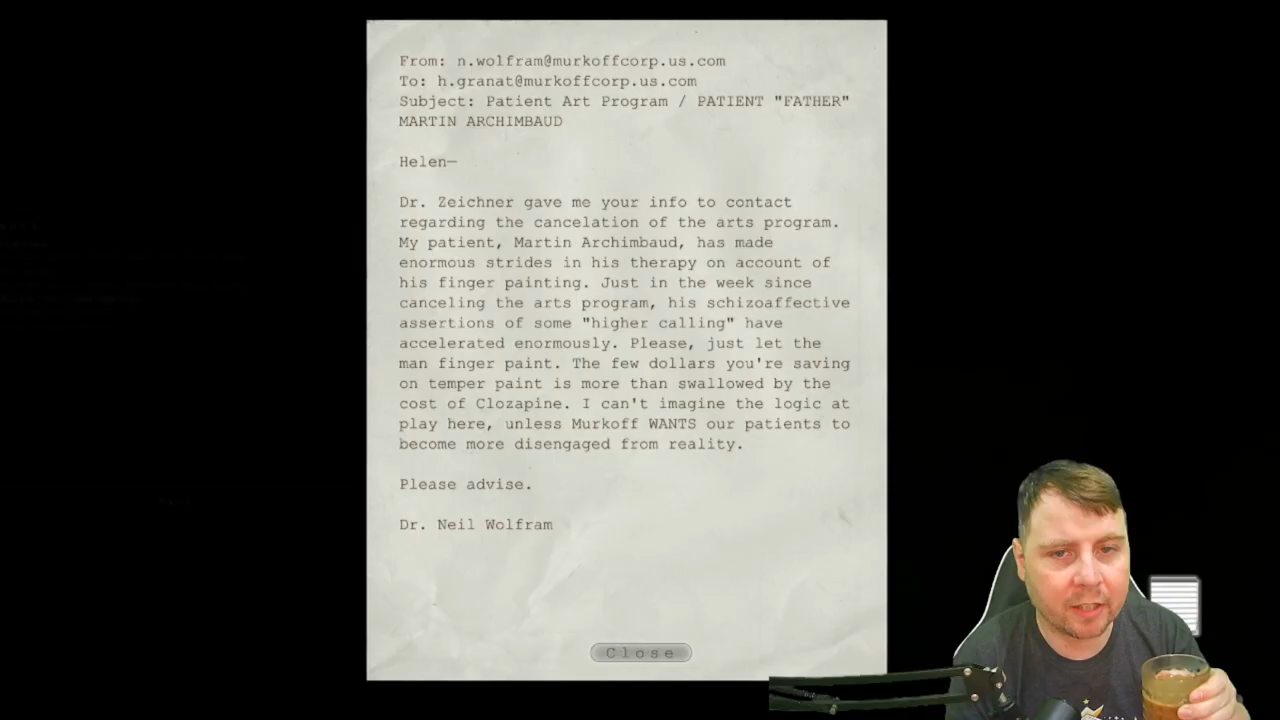 From: n.wolfram@murkoffcorp.us.com
To: h.granat@murkoffcorp.us.com
Subject: Patient Art Program / PATIENT "FATHER"
MARTIN ARCHIMBAUD
Helen—
Dr. Zeichner gave me your info to contact
regarding the cancelation of the arts program.
My patient, Martin Archimbaud, has made
enormous strides in his therapy on account of
his finger painting. Just in the week since
canceling the arts program, his schizoaffective
assertions of some "higher calling" have
accelerated enormously. Please, just let the
man finger paint. The few dollars you're saving
on temper paint is more than swallowed by the
cost of Clozapine. I can't imagine the logic at
play here, unless Murkoff WANTS our patients to
become more disengaged from reality.
Please advise.
Dr. Neil Wolfram
Close